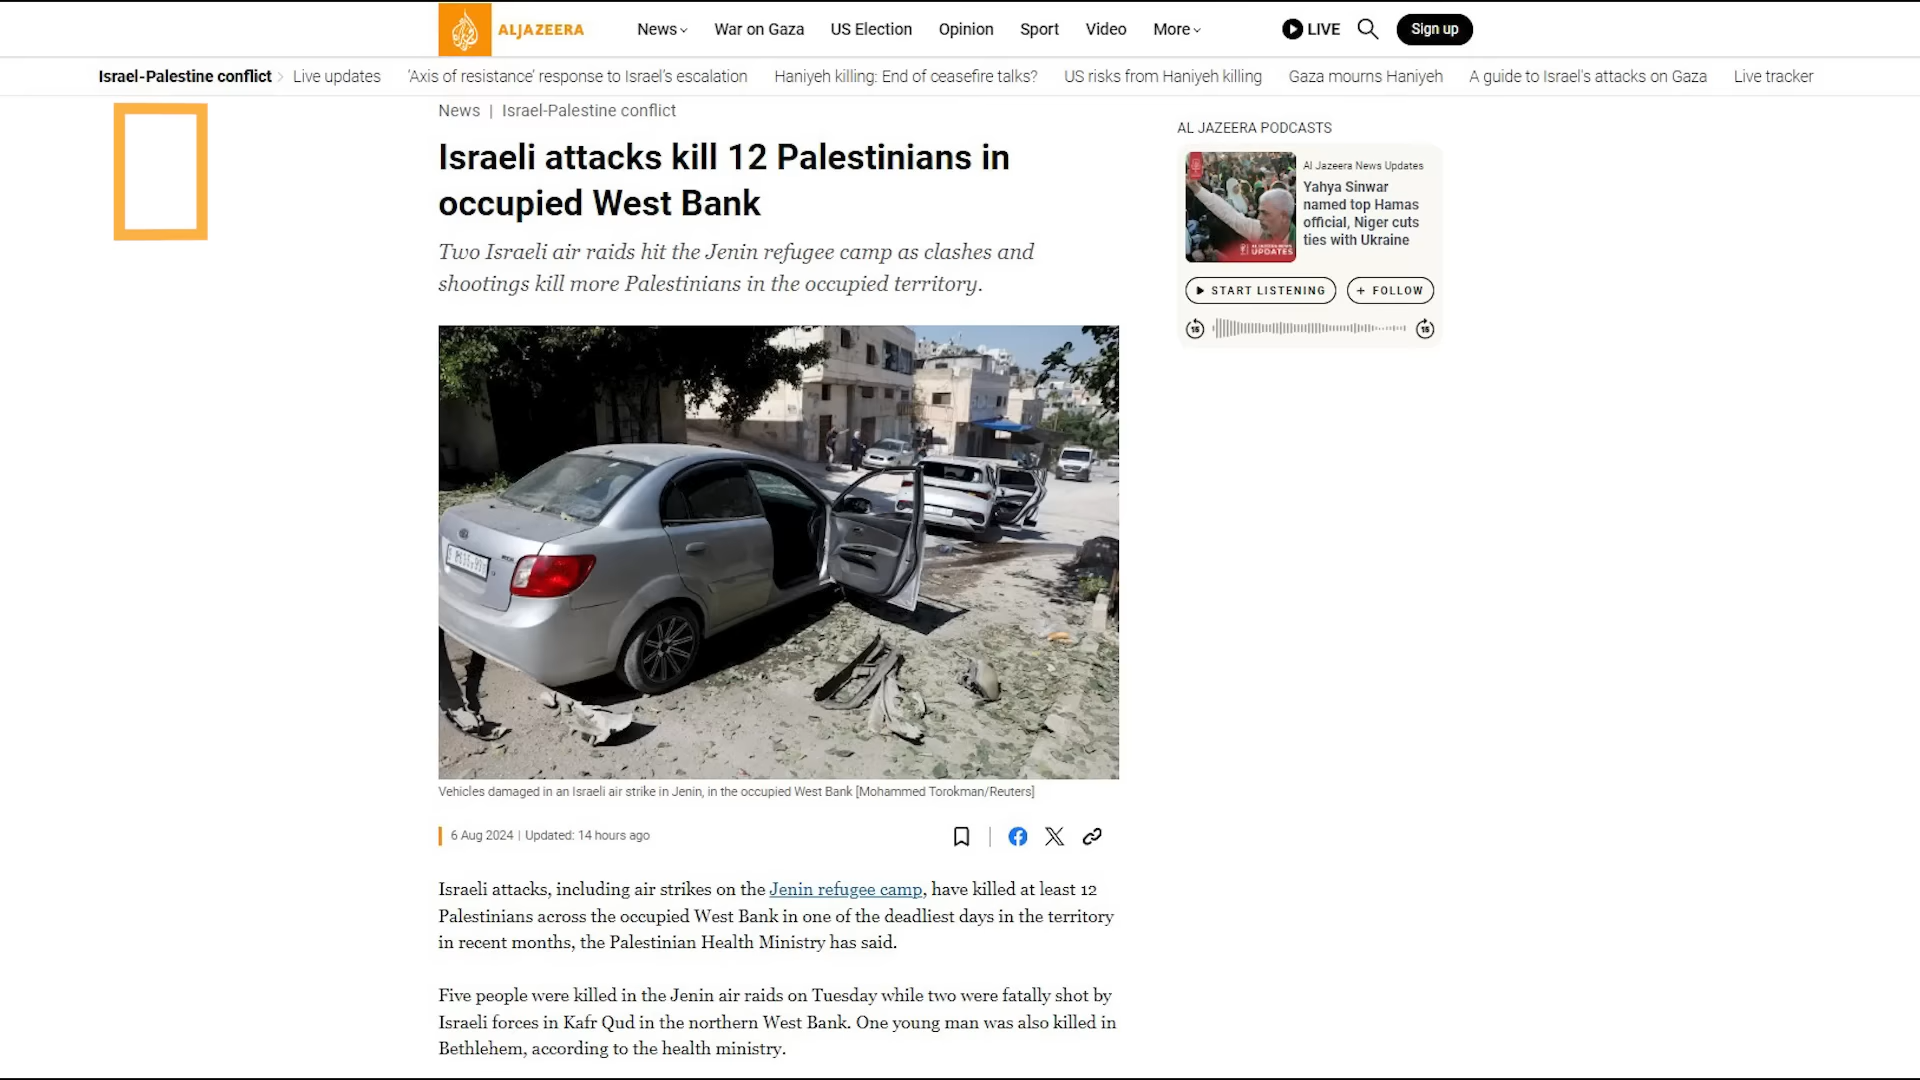 ALJAZEERA
News
War on Gaza
US Election
Opinion
Sport
Video
More
LIVE
Sign up
Israel-Palestine conflict
Live updates
‘Axis of resistance’ response to Israel’s escalation
Haniyeh killing: End of ceasefire talks?
US risks from Haniyeh killing
Gaza mourns Haniyeh
A guide to Israel's attacks on Gaza
Live tracker
News | Israel-Palestine conflict
Israeli attacks kill 12 Palestinians in
occupied West Bank
Two Israeli air raids hit the Jenin refugee camp as clashes and
shootings kill more Palestinians in the occupied territory.
Vehicles damaged in an Israeli air strike in Jenin, in the occupied West Bank [Mohammed Torokman/Reuters]
6 Aug 2024 | Updated: 14 hours ago
Israeli attacks, including air strikes on the Jenin refugee camp, have killed at least 12
Palestinians across the occupied West Bank in one of the deadliest days in the territory
in recent months, the Palestinian Health Ministry has said.
Five people were killed in the Jenin air raids on Tuesday while two were fatally shot by
Israeli forces in Kafr Qud in the northern West Bank. One young man was also killed in
Bethlehem, according to the health ministry.
AL JAZEERA PODCASTS
AL JAZEERA NEWS
UPDATES
Al Jazeera News Updates
Yahya Sinwar
named top Hamas
official, Niger cuts
ties with Ukraine
START LISTENING
+ FOLLOW
15
15